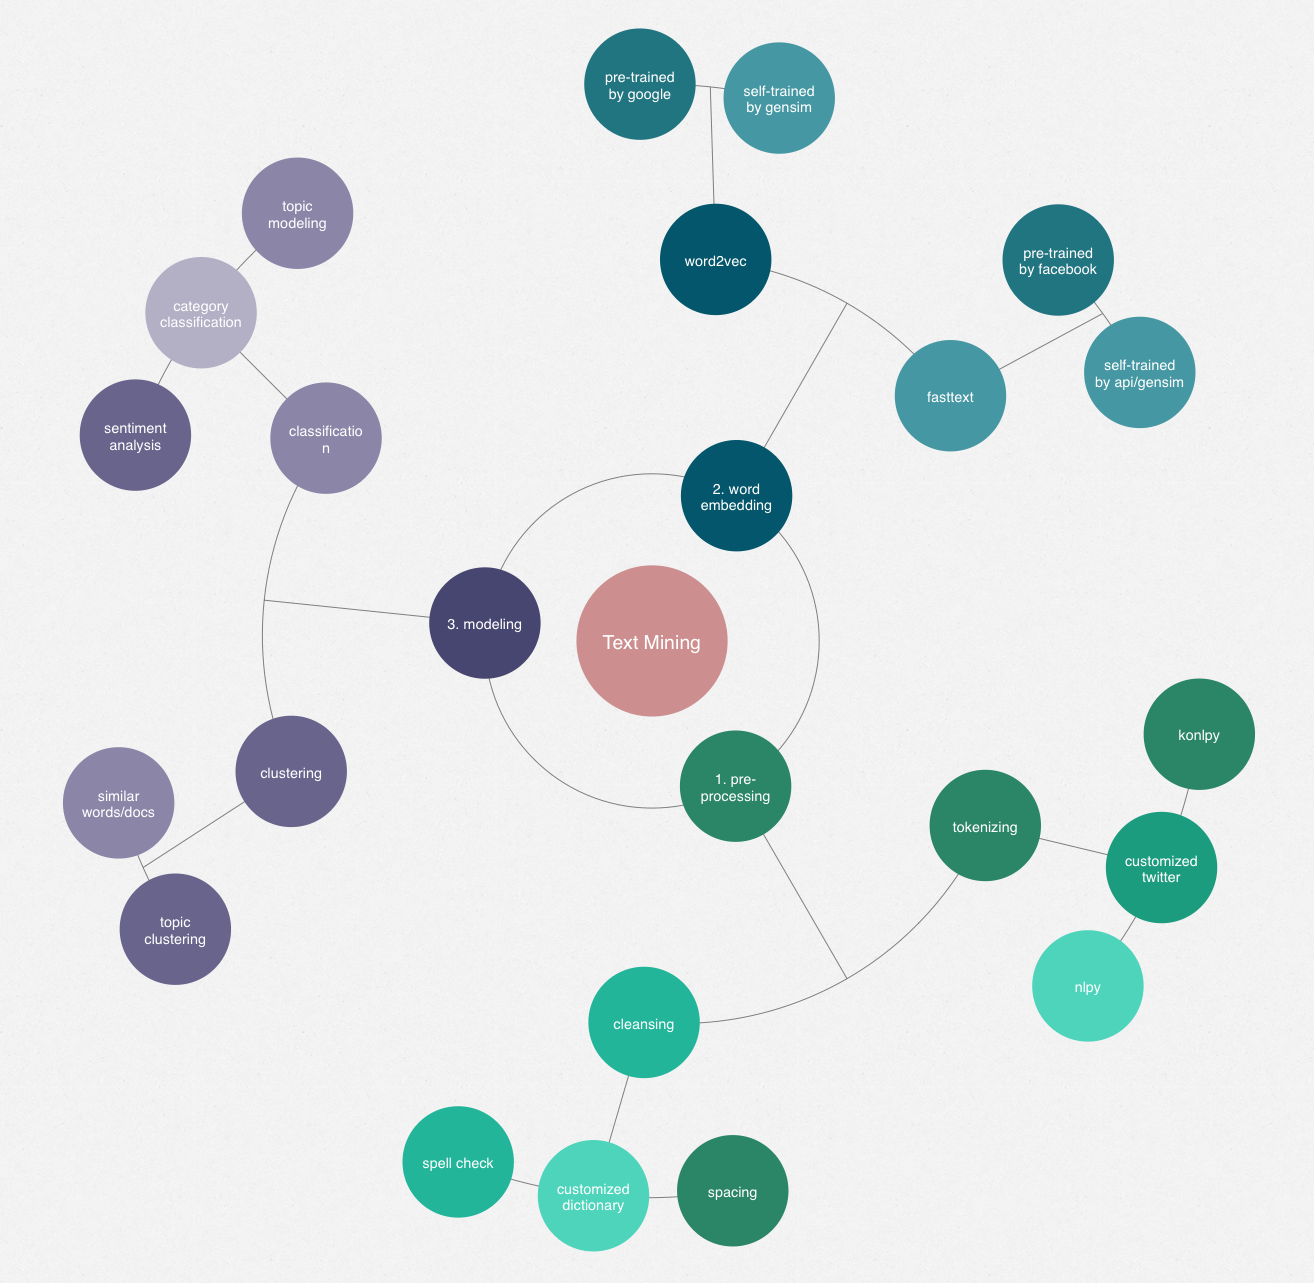 pre-trained
by google
self-trained
by gensim
word2vec
pre-trained
by facebook
self-trained
by api/gensim
fasttext
topic
modeling
category
classification
sentiment
analysis
classificatio
n
2. word
embedding
3. modeling
Text Mining
1. pre-
processing
clustering
similar
words/docs
topic
clustering
tokenizing
konlpy
customized
twitter
nlpy
cleansing
spell check
customized
dictionary
spacing